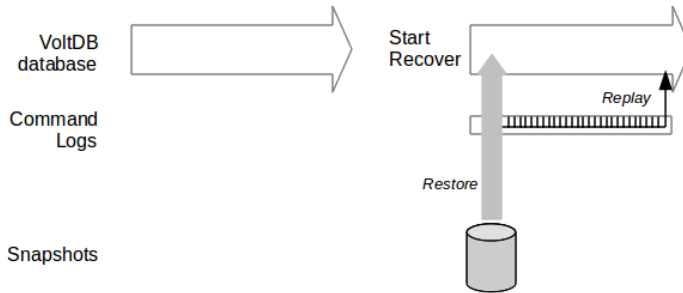 VoltDB
database
Start
Recover
Replay
Command
Logs
Restore
Snapshots